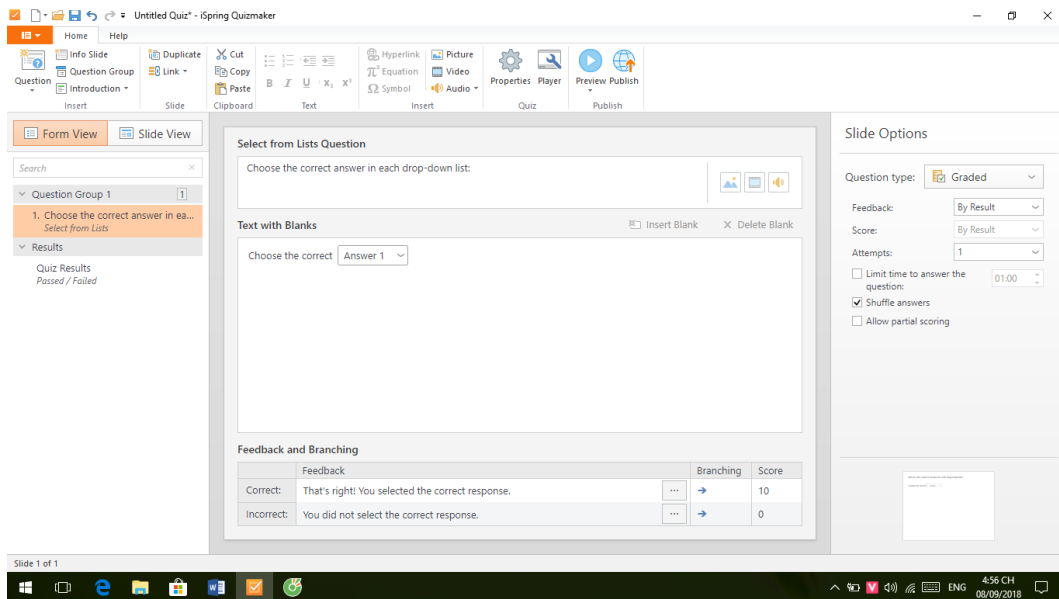 Untitled Quiz* - iSpring Quizmaker
Home Help
Question
Info Slide
Question Group
Introduction
Insert
Duplicate
Link
Slide
Cut
Copy
Paste
Clipboard
B I U X₂ X²
Text
Hyperlink
π² Equation
Ω Symbol
Picture
Video
Audio
Insert
Properties Player
Quiz
Preview Publish
Publish
Form View Slide View
Search
Question Group 1 1
1. Choose the correct answer in ea...
Select from Lists
Results
Quiz Results
Passed / Failed
Select from Lists Question
Choose the correct answer in each drop-down list:
Text with Blanks Insert Blank X Delete Blank
Choose the correct Answer 1
Feedback and Branching
Feedback Branching Score
Correct: That's right! You selected the correct response. ... 10
Incorrect: You did not select the correct response. ... 0
Slide Options
Question type: Graded
Feedback: By Result
Score: By Result
Attempts: 1
Limit time to answer the
question: 01:00
Shuffle answers
Allow partial scoring
Slide 1 of 1
ENG
4:56 CH
08/09/2018